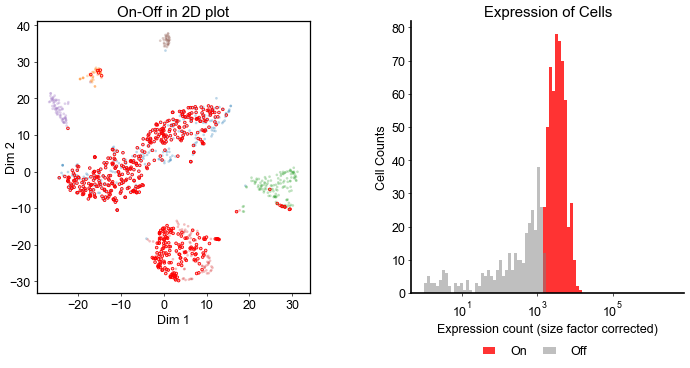 On-Off in 2D plot
Dim 2
40
30
20
10
0
−10
−20
−30
−20 −10 0 10 20 30
Dim 1
Expression of Cells
Cell Counts
80
70
60
50
40
30
20
10
0
10^1 10^3 10^5
Expression count (size factor corrected)
On Off